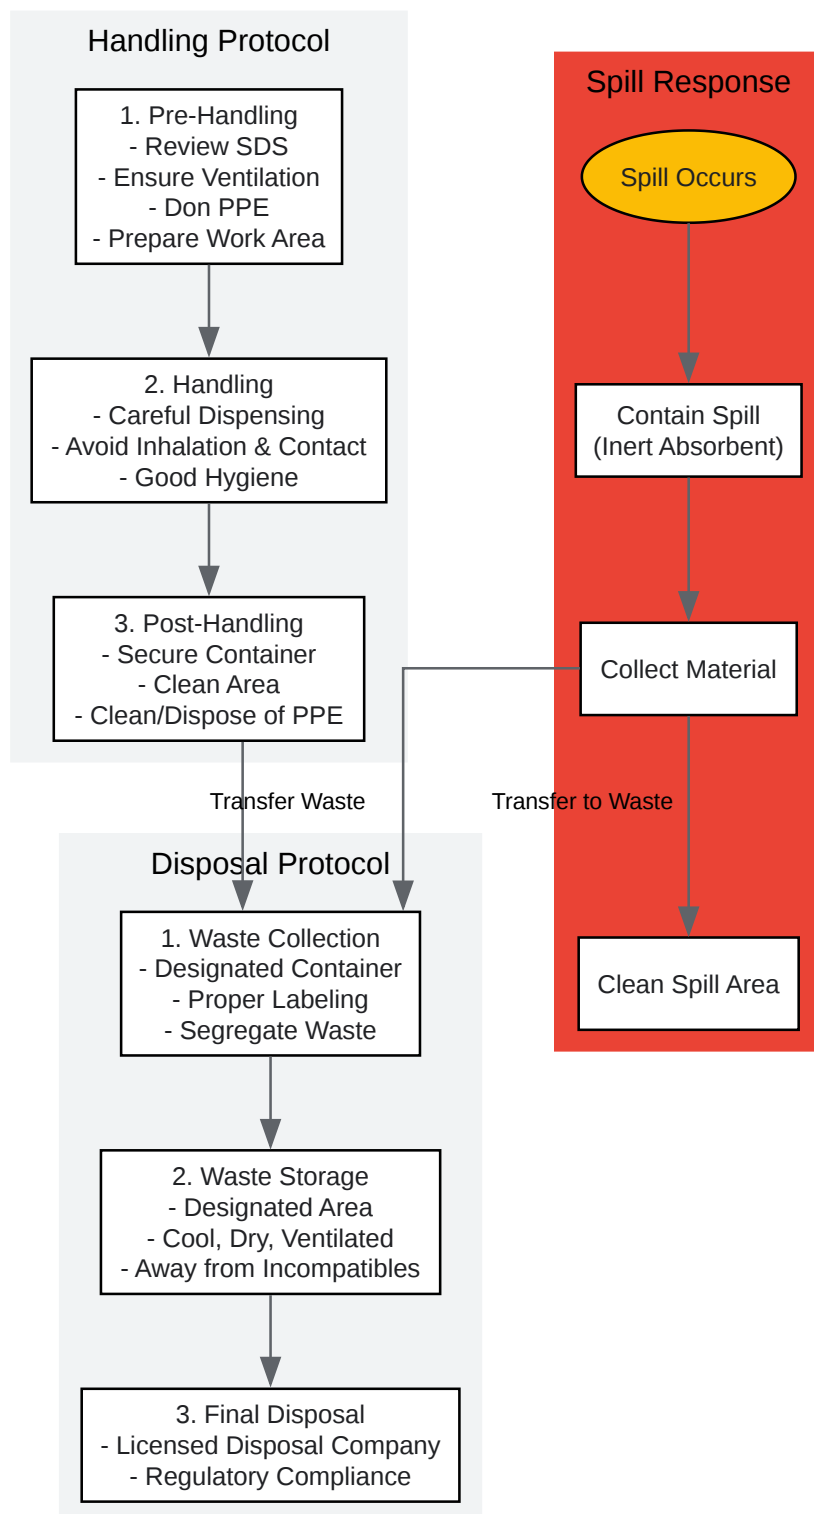 Handling Protocol
1. Pre-Handling
- Review SDS
- Ensure Ventilation
- Don PPE
- Prepare Work Area
2. Handling
- Careful Dispensing
- Avoid Inhalation & Contact
- Good Hygiene
3. Post-Handling
- Secure Container
- Clean Area
- Clean/Dispose of PPE
Transfer Waste
Spill Response
Spill Occurs
Contain Spill
(Inert Absorbent)
Collect Material
Transfer to Waste
Clean Spill Area
Disposal Protocol
1. Waste Collection
- Designated Container
- Proper Labeling
- Segregate Waste
2. Waste Storage
- Designated Area
- Cool, Dry, Ventilated
- Away from Incompatibles
3. Final Disposal
- Licensed Disposal Company
- Regulatory Compliance